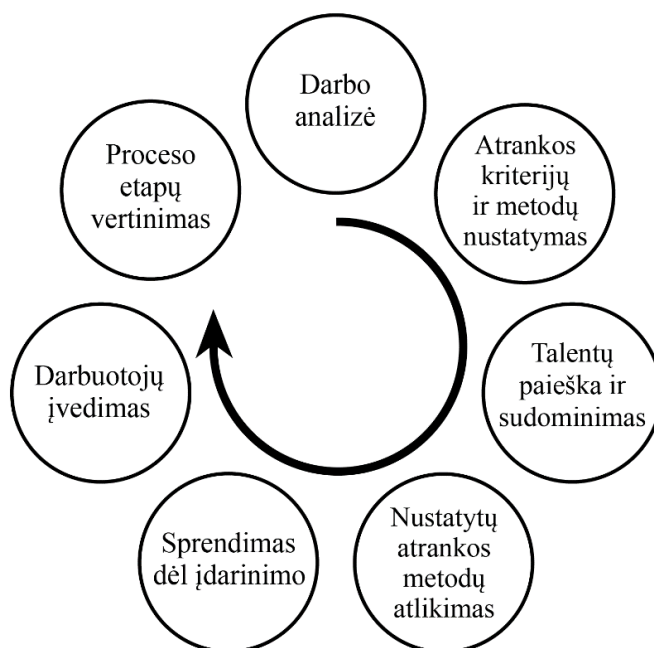 Darbo
analizė
Atrankos
kriterijų
ir metodų
nustatymas
Talentų
paieška ir
sudominimas
Nustatytų
atrankos
metodų
atlikimas
Sprendimas
dėl įdarinimo
Darbuotojų
įvedimas
Proceso
etapų
vertinimas